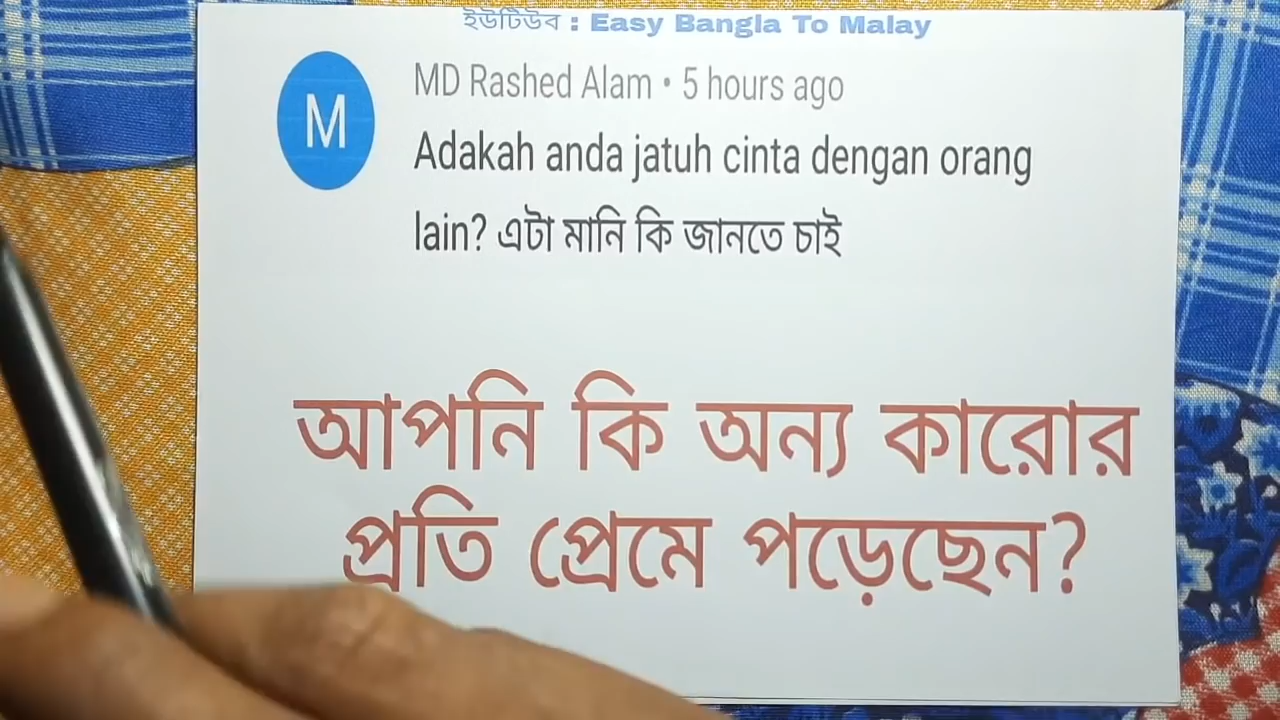 ইউটিউব : Easy Bangla To Malay
M
MD Rashed Alam • 5 hours ago
Adakah anda jatuh cinta dengan orang
lain? এটা মানি কি জানতে চাই
আপনি কি অন্য কারোর
প্রতি প্রেমে পড়েছেন?